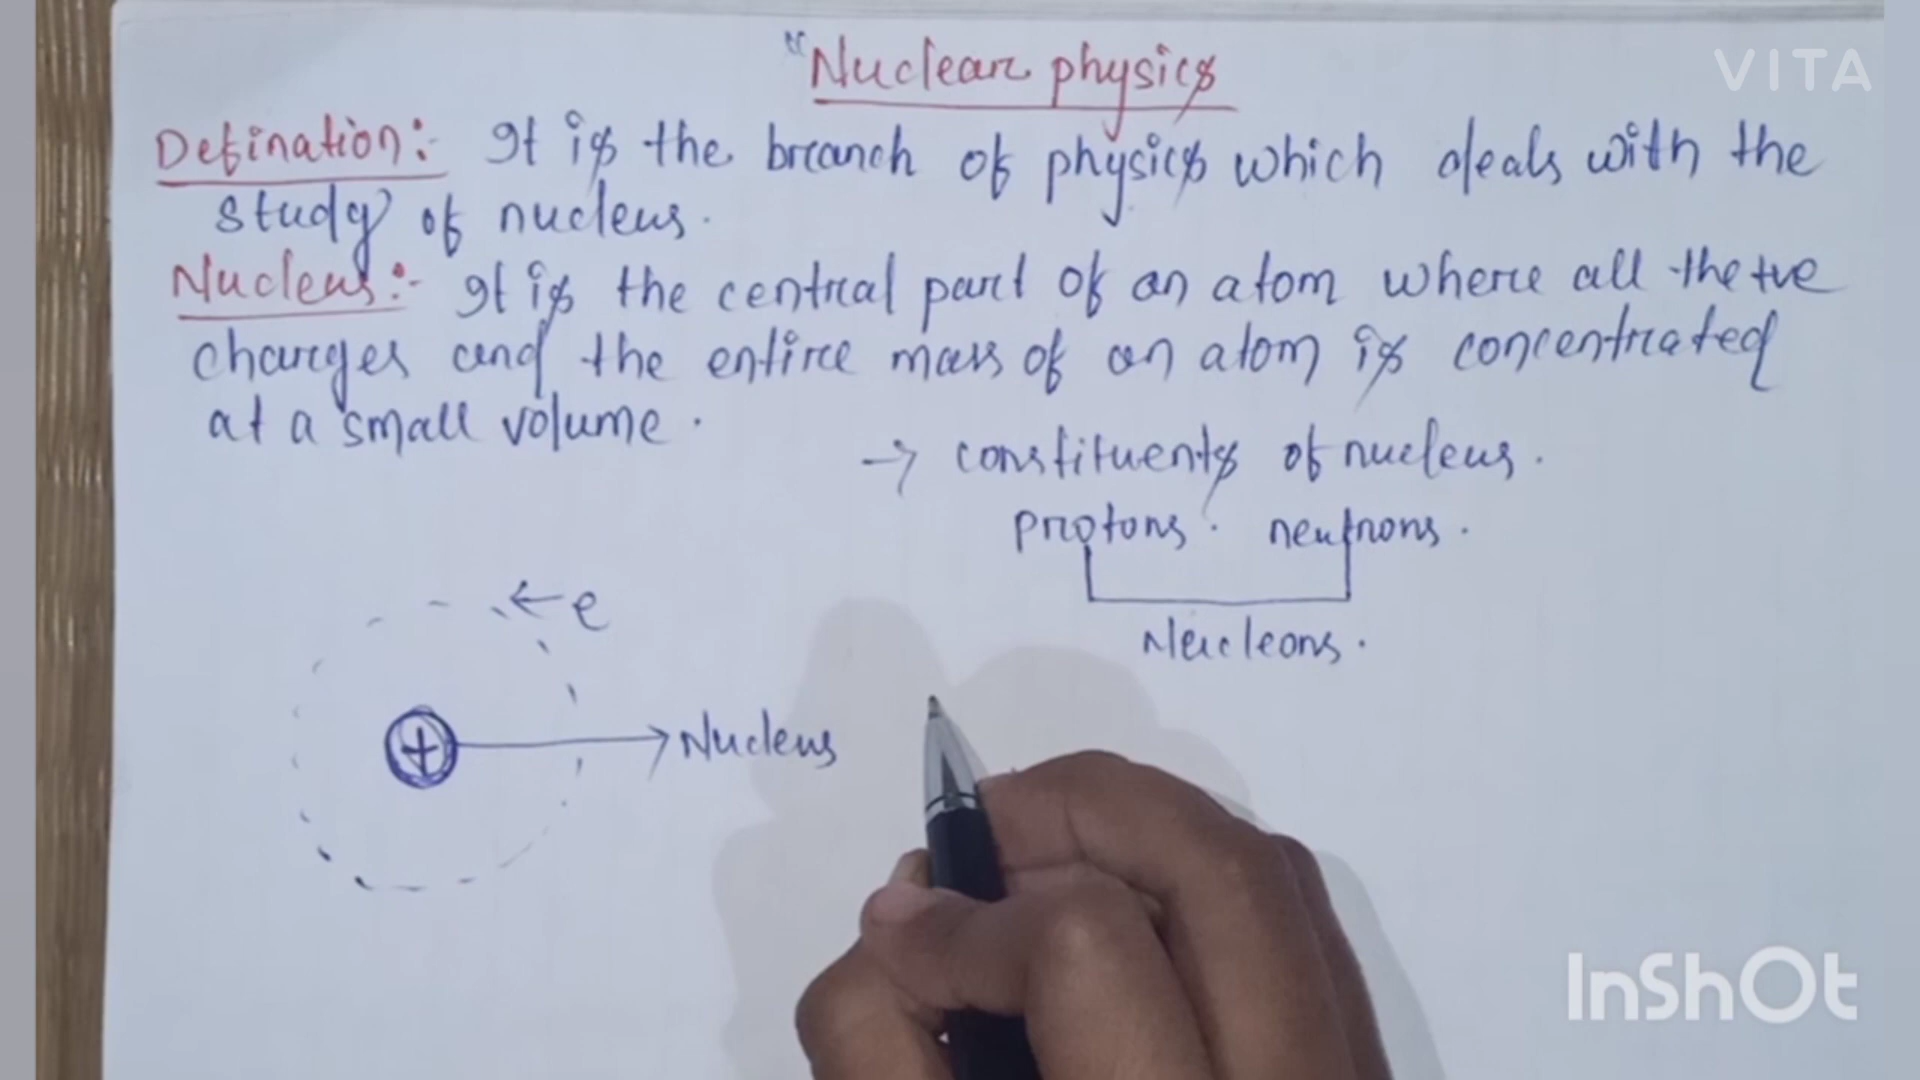 "Nuclear physics
VITA
Defination:- It is the branch of physics which deals with the
study of nucleus.
Nucleus:- It is the central part of an atom where all the +ve
charges and the entire mass of an atom is concentrated
at a small volume.
→ constituents of nucleus.
protons. neutrons.
Nucleons.
← e
+
→ Nucleus
InShOt